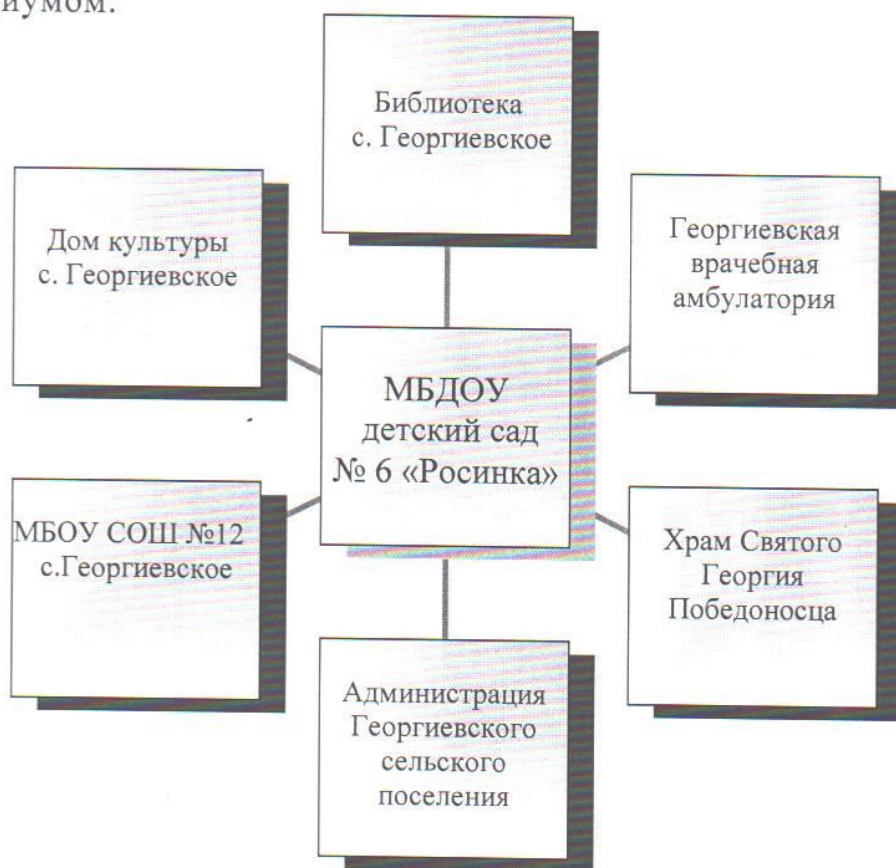 иумом.
Библиотека
с. Георгиевское
Дом культуры
с. Георгиевское
Георгиевская
врачебная
амбулатория
МБДОУ
детский сад
№ 6 «Росинка»
МБОУ СОШ №12
с.Георгиевское
Храм Святого
Георгия
Победоносца
Администрация
Георгиевского
сельского
поселения